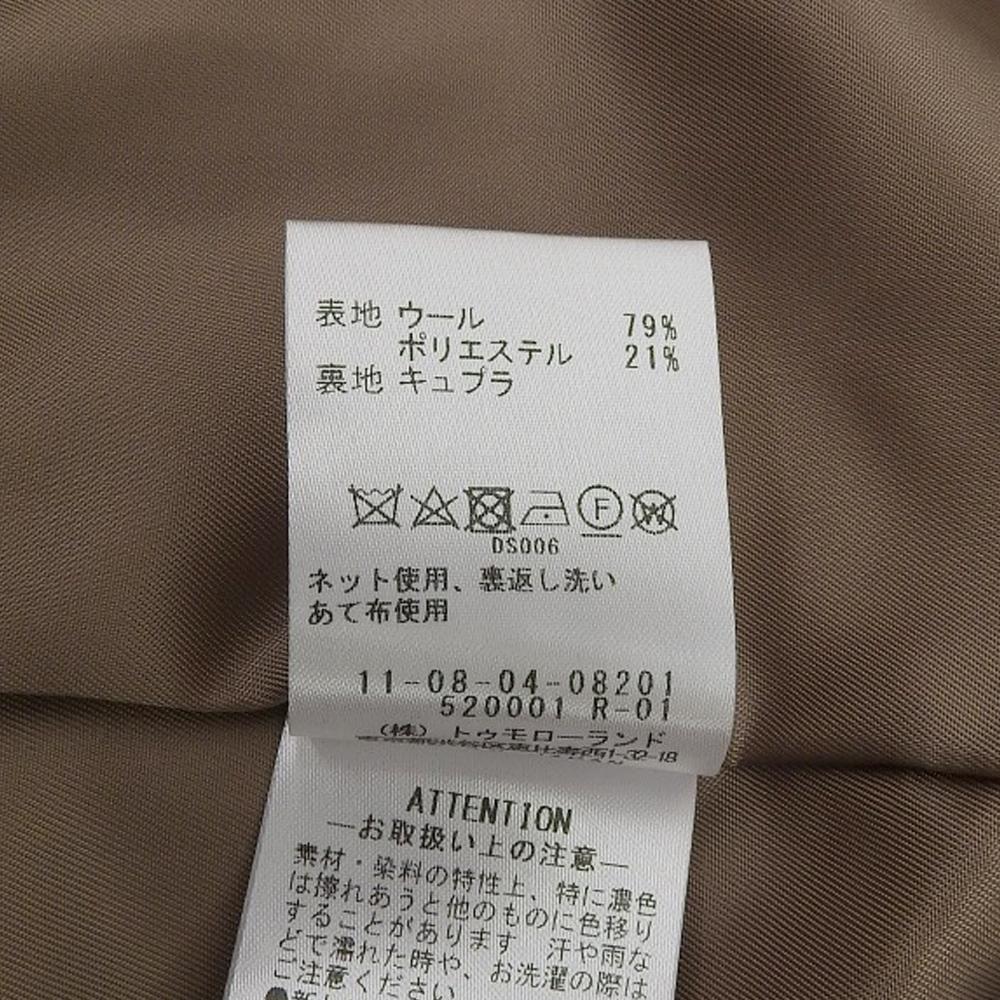 表地 ウール 79%
ポリエステル 21%
裏地 キュプラ
F
W
DS006
ネット使用、裏返し洗い
あて布使用
11-08-04-08201
520001 R-01
(株) トゥモローランド
1-32-18
ATTENTION
―お取扱い上の注意―
素材・染料の特性上、特に濃色
は擦れあうと他のものに色移り
することがあります 汗や雨な
どで濡れた時や、お洗濯の際は
ご注意ください